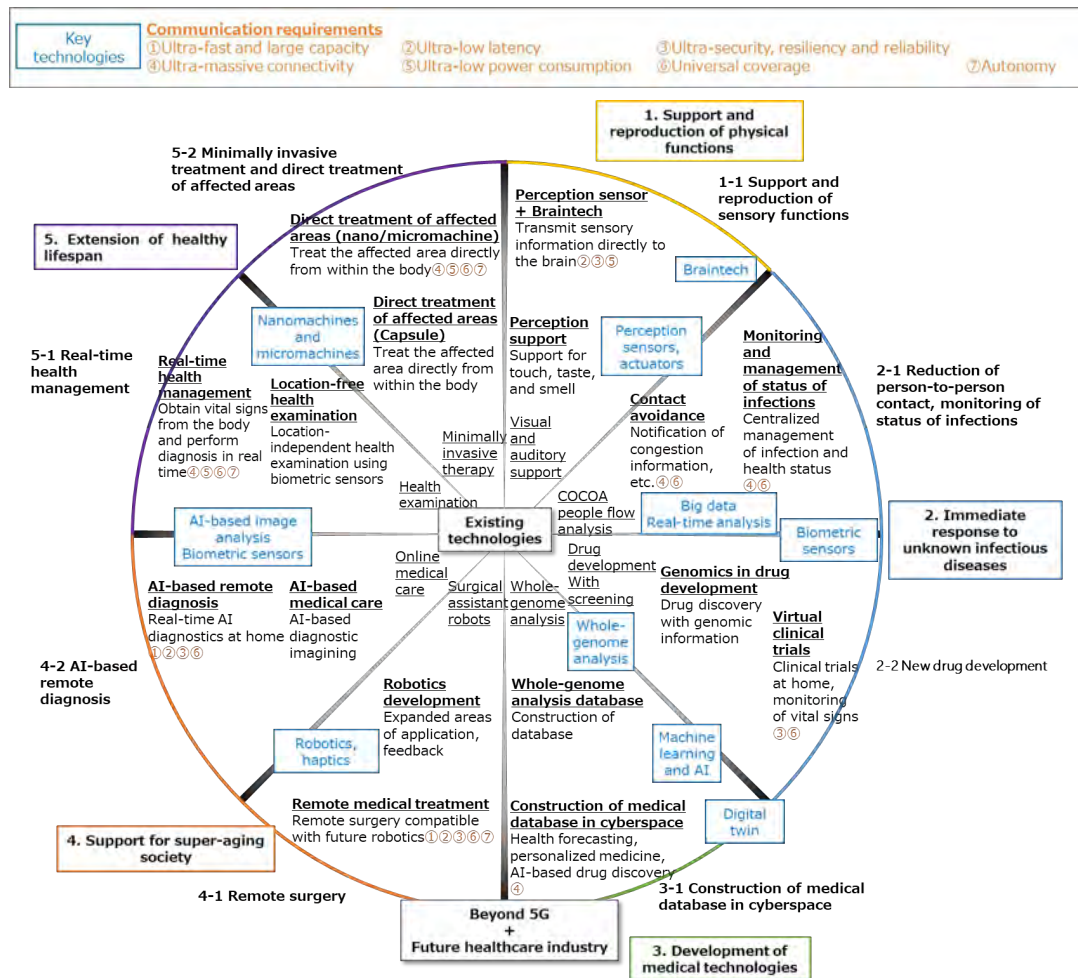 Key
technologies
Communication requirements
①Ultra-fast and large capacity
②Ultra-low latency
③Ultra-security, resiliency and reliability
④Ultra-massive connectivity
⑤Ultra-low power consumption
⑥Universal coverage
⑦Autonomy
1. Support and
reproduction of physical
functions
5-2 Minimally invasive
treatment and direct treatment
of affected areas
1-1 Support and
reproduction of
sensory functions
Perception sensor
+ Braintech
Transmit sensory
information directly to
the brain②③⑤
Direct treatment of affected
areas (nano/micromachine)
Treat the affected area directly
from within the body④⑤⑥⑦
5. Extension of healthy
lifespan
Braintech
Nanomachines
and
micromachines
Direct treatment
of affected areas
(Capsule)
Treat the affected
area directly from
within the body
Perception
support
Support for
touch, taste,
and smell
Perception
sensors,
actuators
Monitoring
and
management
of status of
infections
Centralized
management
of infection and
health status
④⑥
5-1 Real-time
health management
Real-time
health
management
Obtain vital signs
from the body
and perform
diagnosis in real
time④⑤⑥⑦
Location-free
health
examination
Location-
independent health
examination using
biometric sensors
2-1 Reduction of
person-to-person
contact, monitoring of
status of infections
Contact
avoidance
Notification of
congestion
information,
etc.④⑥
Minimally
invasive
therapy
Visual
and
auditory
support
Health
examination
COCOA
people flow
analysis
Big data
Real-time analysis
Biometric
sensors
2. Immediate
response to
unknown infectious
diseases
AI-based image
analysis
Biometric sensors
Existing
technologies
Online
medical
care
Surgical
assistant
robots
Whole-
genome
analysis
Drug
development
With
screening
AI-based remote
diagnosis
Real-time AI
diagnostics at home
①②③⑥
AI-based
medical care
AI-based
diagnostic
imagining
Genomics in drug
development
Drug discovery
with genomic
information
Whole-
genome
analysis
Virtual
clinical
trials
Clinical trials
at home,
monitoring
of vital signs
③⑥
4-2 AI-based
remote
diagnosis
2-2 New drug development
Robotics
development
Expanded areas
of application,
feedback
Whole-genome
analysis database
Construction of
database
Robotics,
haptics
Machine
learning
and AI
Remote medical treatment
Remote surgery compatible
with future robotics①②③⑥⑦
Construction of medical
database in cyberspace
Health forecasting,
personalized medicine,
AI-based drug discovery
④
Digital
twin
4. Support for super-aging
society
4-1 Remote surgery
3-1 Construction of medical
database in cyberspace
Beyond 5G
+
Future healthcare industry
3. Development of
medical technologies